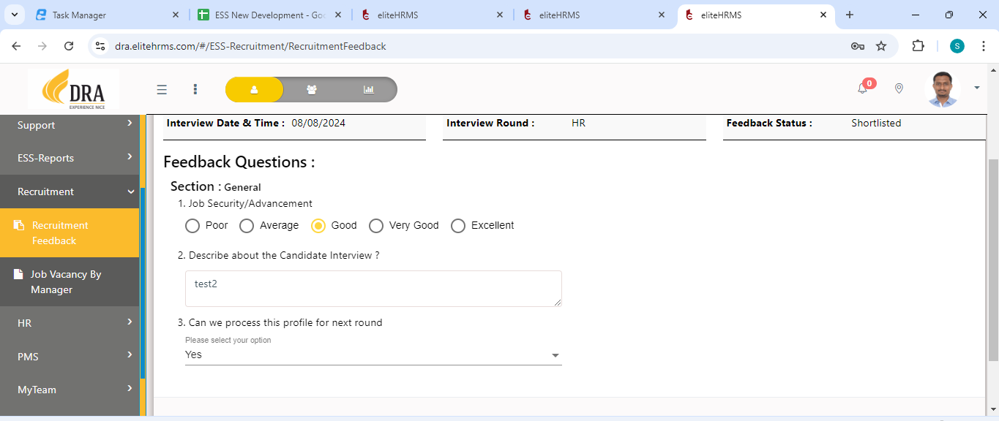 Task Manager
ESS New Development - Goo
eliteHRMS
eliteHRMS
eliteHRMS
dra.elitehrms.com/#/ESS-Recruitment/RecruitmentFeedback
S
DRA
EXPERIENCE NICE
0
Support
ESS-Reports
Recruitment
Recruitment
Feedback
Job Vacancy By
Manager
HR
PMS
MyTeam
Interview Date & Time : 08/08/2024
Interview Round : HR
Feedback Status : Shortlisted
Feedback Questions :
Section : General
1. Job Security/Advancement
Poor Average Good Very Good Excellent
2. Describe about the Candidate Interview ?
test2
3. Can we process this profile for next round
Please select your option
Yes